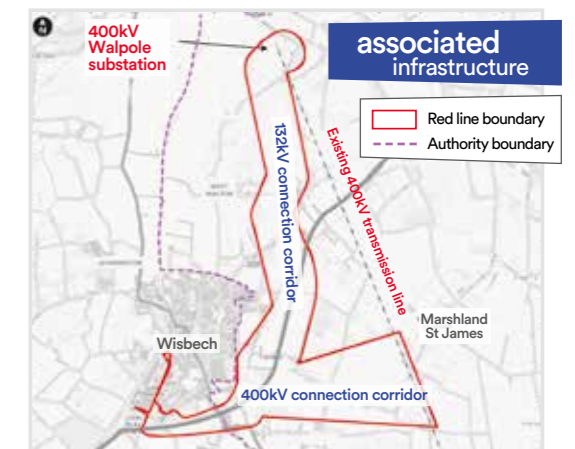 400kV
Walpole
substation
associated
infrastructure
Red line boundary
Authority boundary
132kV connection corridor
Existing 400kV transmission line
Marshland
St James
Wisbech
400kV connection corridor